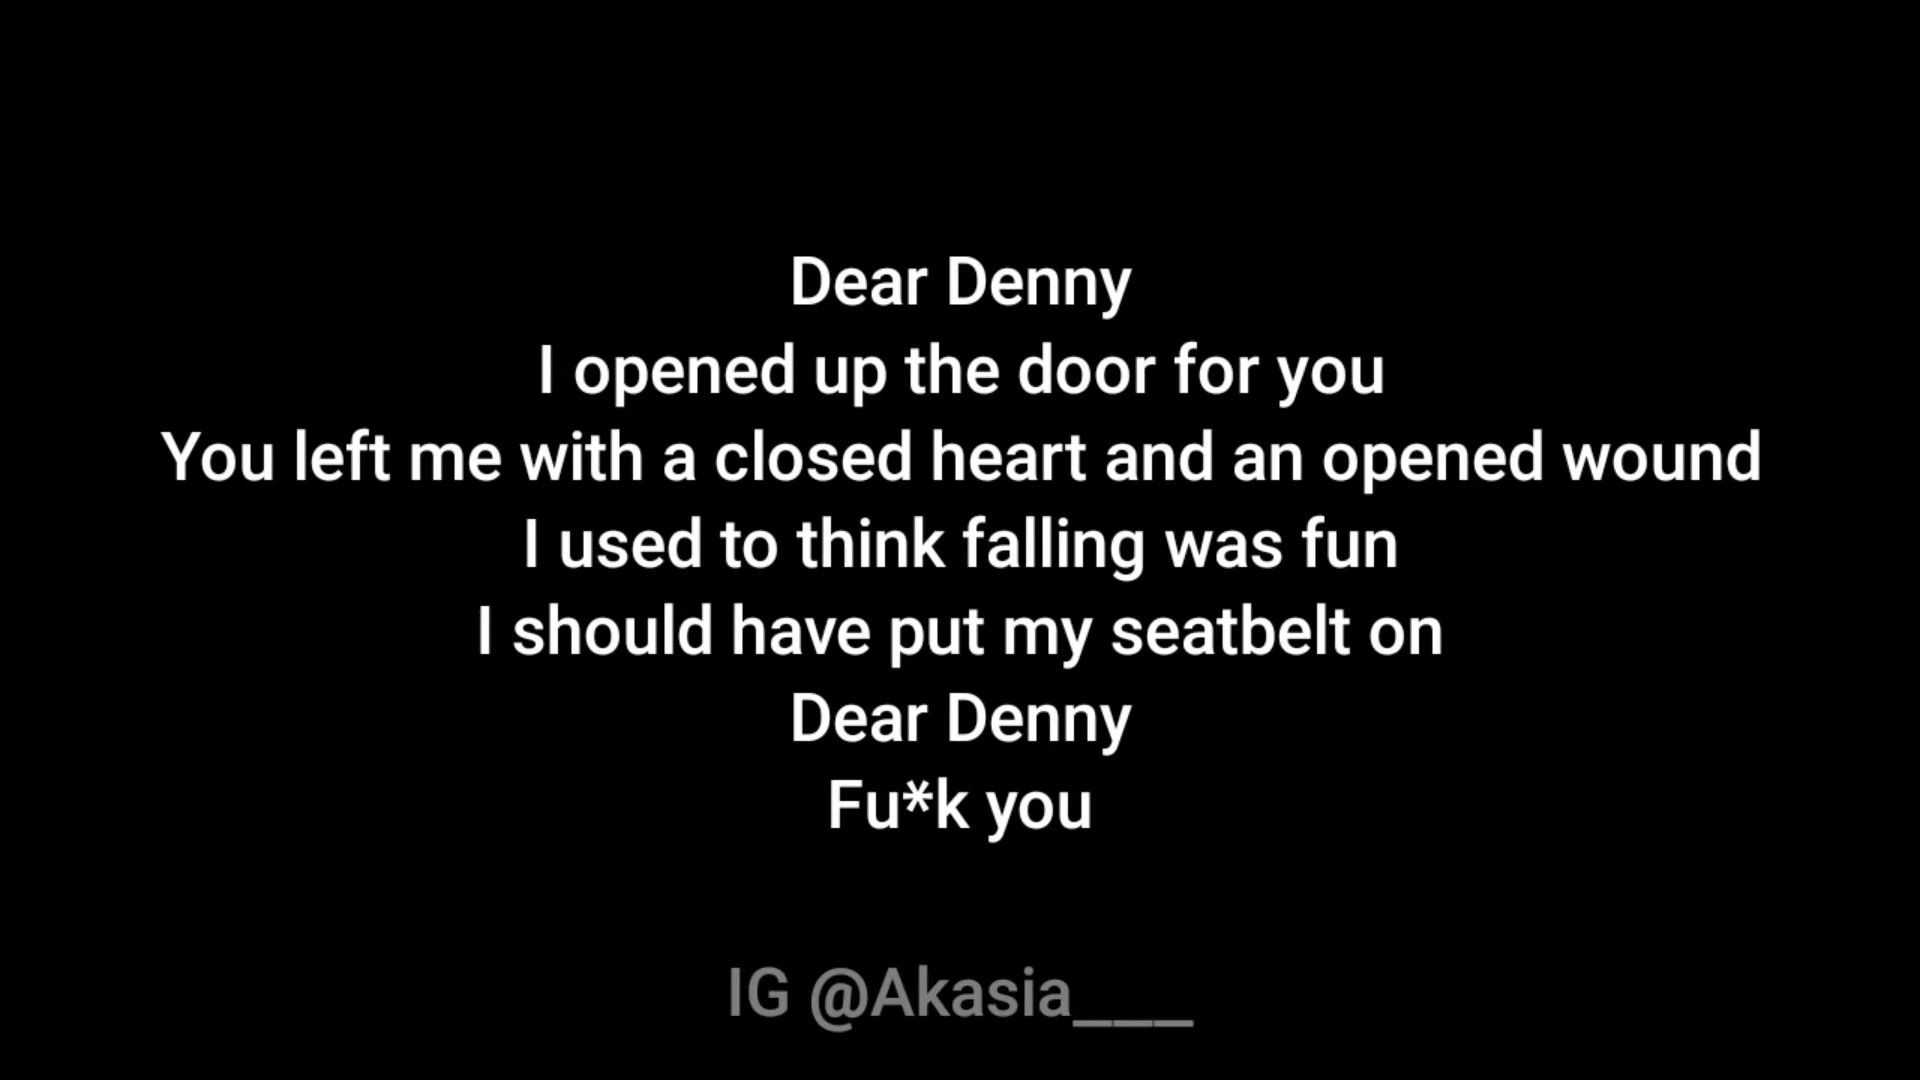 Dear Denny
I opened up the door for you
You left me with a closed heart and an opened wound
I used to think falling was fun
I should have put my seatbelt on
Dear Denny
Fu*k you
IG @Akasia___